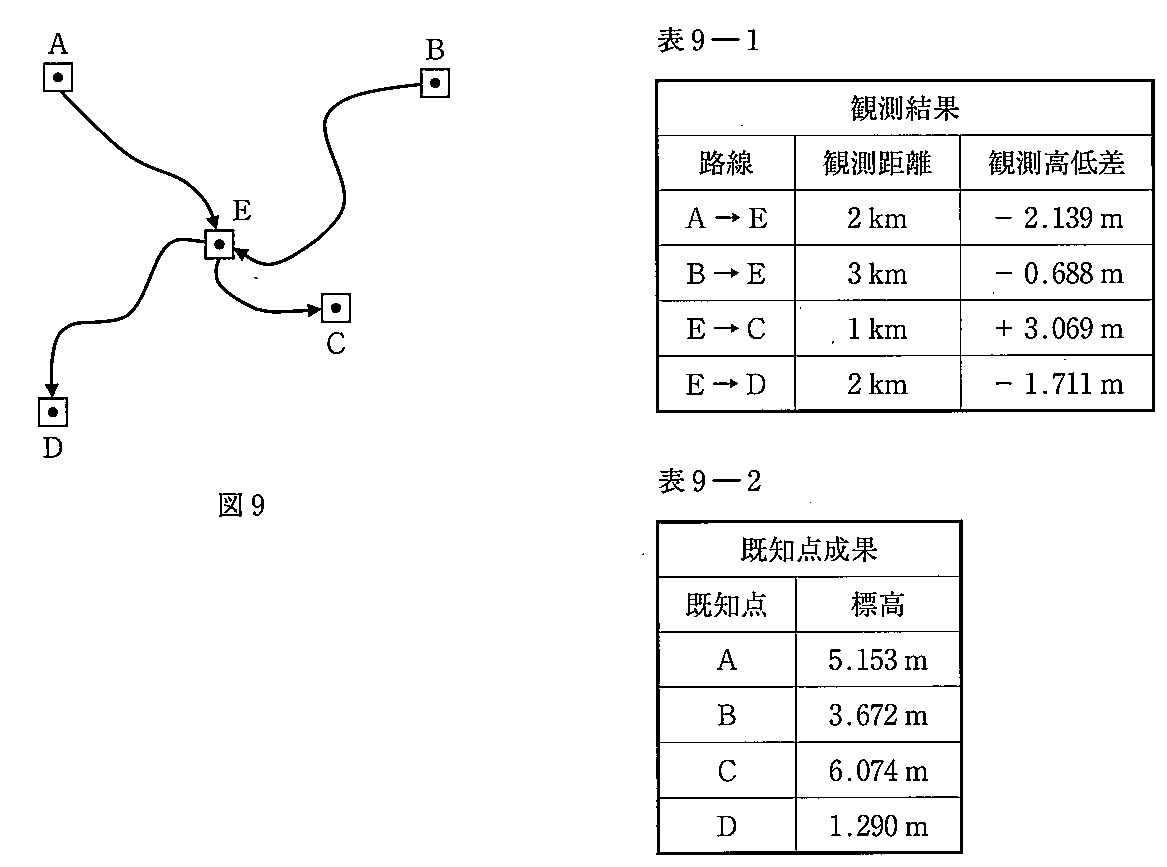 A
B
E
C
D
図9
表9―1
観測結果
路線 観測距離 観測高低差
A→E 2 km − 2.139 m
B→E 3 km − 0.688 m
E→C 1 km + 3.069 m
E→D 2 km − 1.711 m
表9―2
既知点成果
既知点 標高
A 5.153 m
B 3.672 m
C 6.074 m
D 1.290 m